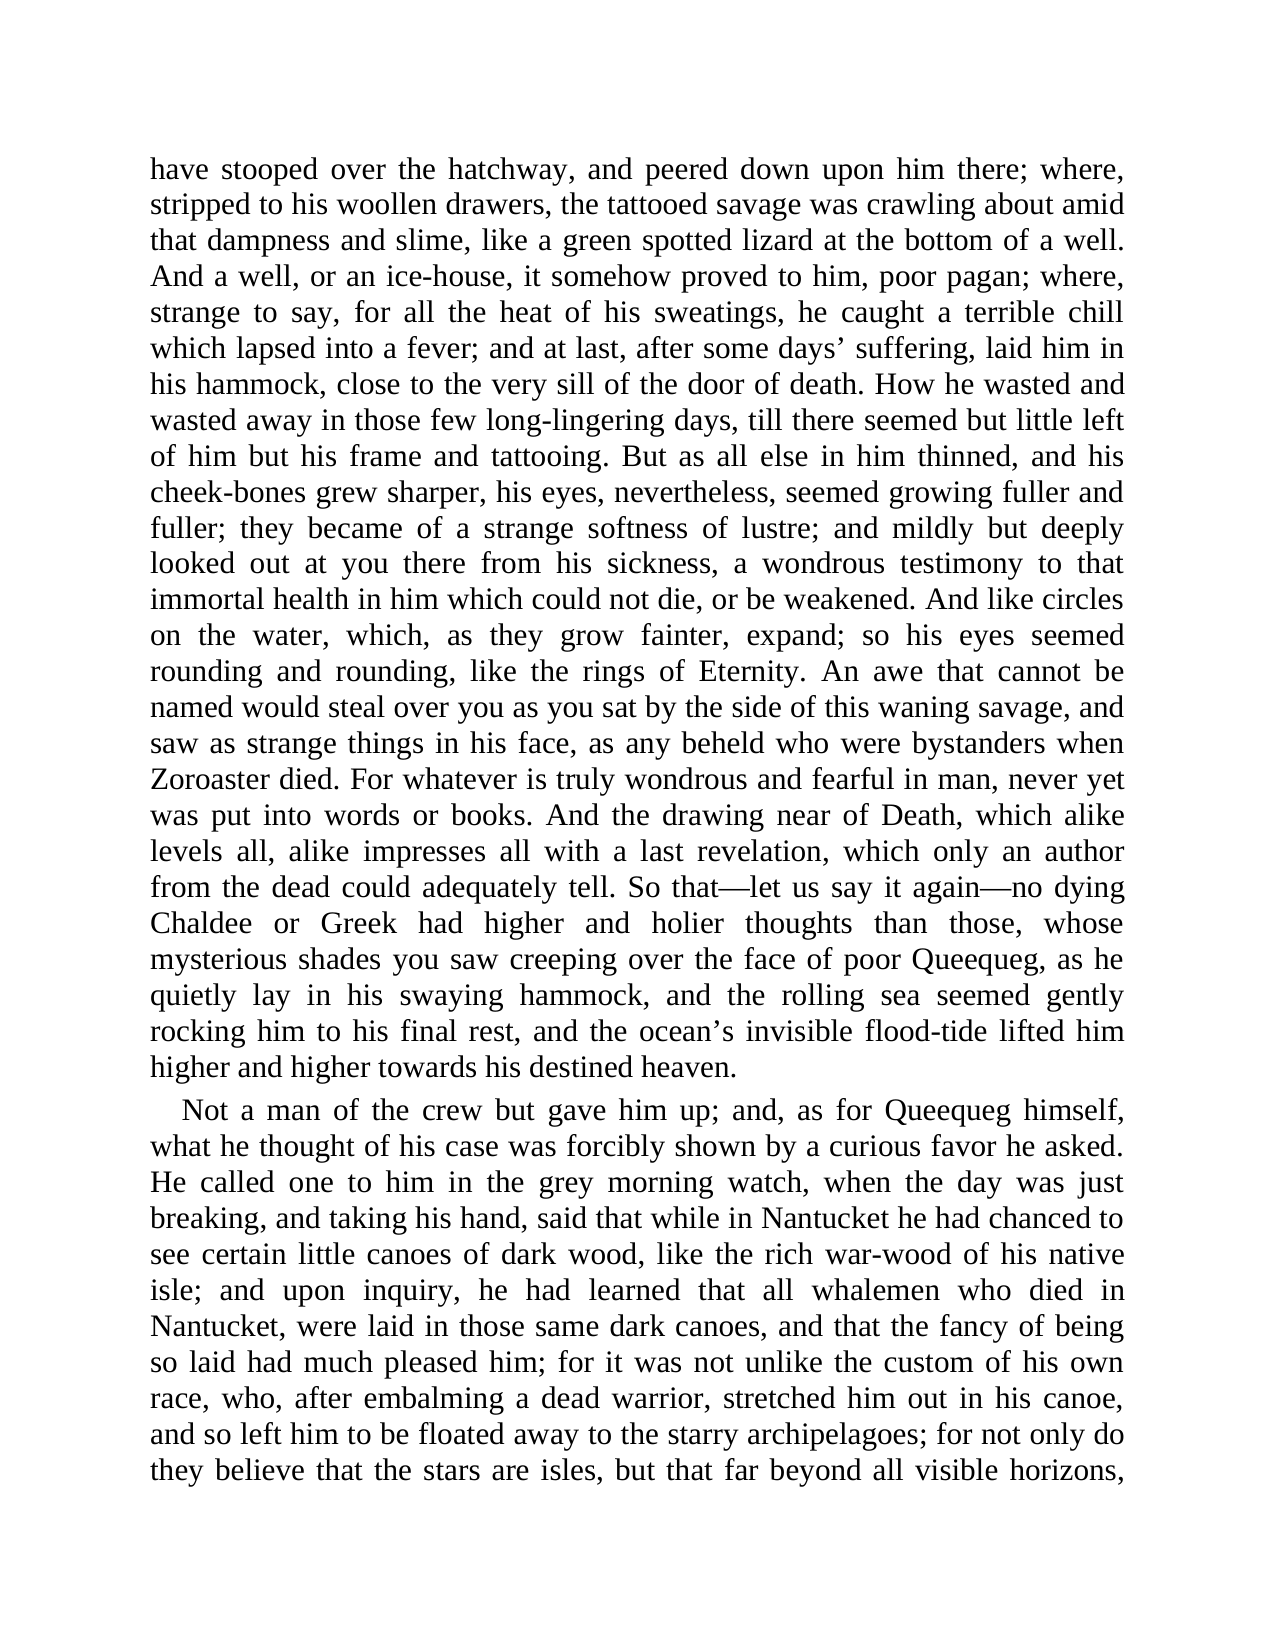 have stooped over the hatchway, and peered down upon him there; where,
stripped to his woollen drawers, the tattooed savage was crawling about amid
that dampness and slime, like a green spotted lizard at the bottom of a well.
And a well, or an ice-house, it somehow proved to him, poor pagan; where,
strange to say, for all the heat of his sweatings, he caught a terrible chill
which lapsed into a fever; and at last, after some days’ suffering, laid him in
his hammock, close to the very sill of the door of death. How he wasted and
wasted away in those few long-lingering days, till there seemed but little left
of him but his frame and tattooing. But as all else in him thinned, and his
cheek-bones grew sharper, his eyes, nevertheless, seemed growing fuller and
fuller; they became of a strange softness of lustre; and mildly but deeply
looked out at you there from his sickness, a wondrous testimony to that
immortal health in him which could not die, or be weakened. And like circles
on the water, which, as they grow fainter, expand; so his eyes seemed
rounding and rounding, like the rings of Eternity. An awe that cannot be
named would steal over you as you sat by the side of this waning savage, and
saw as strange things in his face, as any beheld who were bystanders when
Zoroaster died. For whatever is truly wondrous and fearful in man, never yet
was put into words or books. And the drawing near of Death, which alike
levels all, alike impresses all with a last revelation, which only an author
from the dead could adequately tell. So that—let us say it again—no dying
Chaldee or Greek had higher and holier thoughts than those, whose
mysterious shades you saw creeping over the face of poor Queequeg, as he
quietly lay in his swaying hammock, and the rolling sea seemed gently
rocking him to his final rest, and the ocean’s invisible flood-tide lifted him
higher and higher towards his destined heaven.
Not a man of the crew but gave him up; and, as for Queequeg himself,
what he thought of his case was forcibly shown by a curious favor he asked.
He called one to him in the grey morning watch, when the day was just
breaking, and taking his hand, said that while in Nantucket he had chanced to
see certain little canoes of dark wood, like the rich war-wood of his native
isle; and upon inquiry, he had learned that all whalemen who died in
Nantucket, were laid in those same dark canoes, and that the fancy of being
so laid had much pleased him; for it was not unlike the custom of his own
race, who, after embalming a dead warrior, stretched him out in his canoe,
and so left him to be floated away to the starry archipelagoes; for not only do
they believe that the stars are isles, but that far beyond all visible horizons,